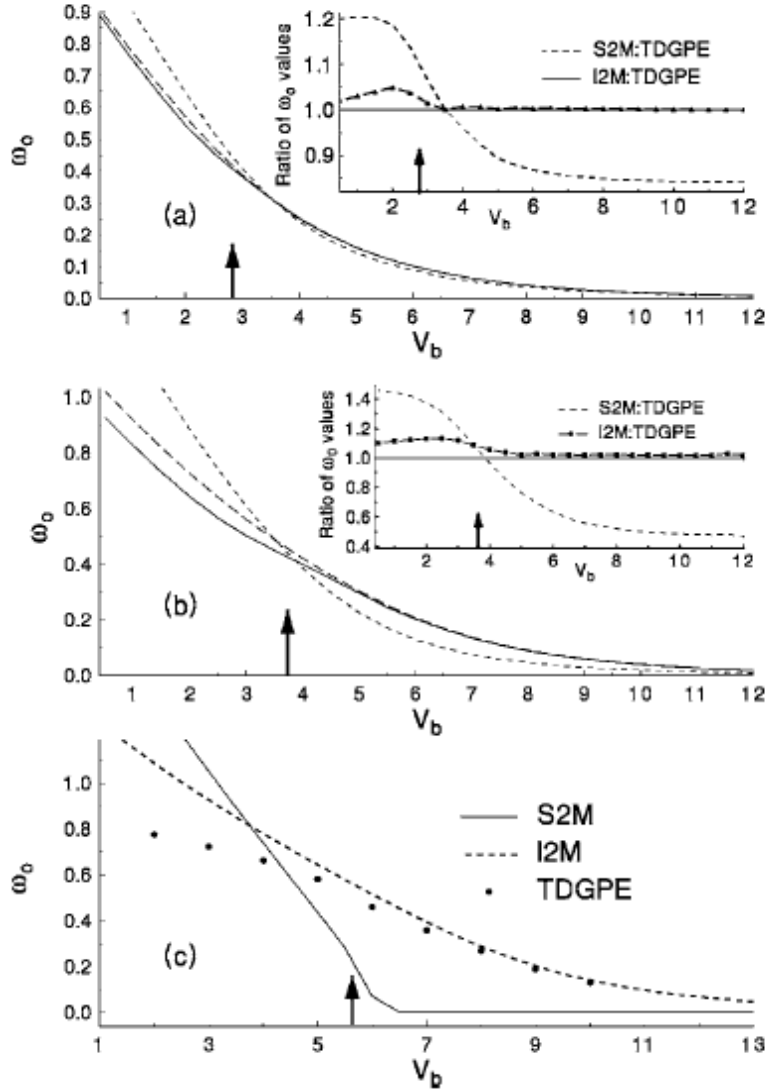 0.9
0.8
0.7
0.6
0.5
0.4
0.3
0.2
0.1
0.0
ω₀
(a)
1 2 3 4 5 6 7 8 9 10 11 12
V_b
Ratio of ω₀ values
1.2
1.1
1.0
0.9
2 4 6 8 10 12
V_b
S2M:TDGPE
I2M:TDGPE
1.0
0.8
0.6
0.4
0.2
0.0
ω₀
(b)
1 2 3 4 5 6 7 8 9 10 11 12
V_b
Ratio of ω₀ values
1.4
1.2
1.0
0.8
0.6
0.4
2 4 6 8 10 12
V_b
S2M:TDGPE
I2M:TDGPE
1.0
0.8
0.6
0.4
0.2
0.0
ω₀
(c)
1 3 5 7 9 11 13
V_b
S2M
I2M
TDGPE